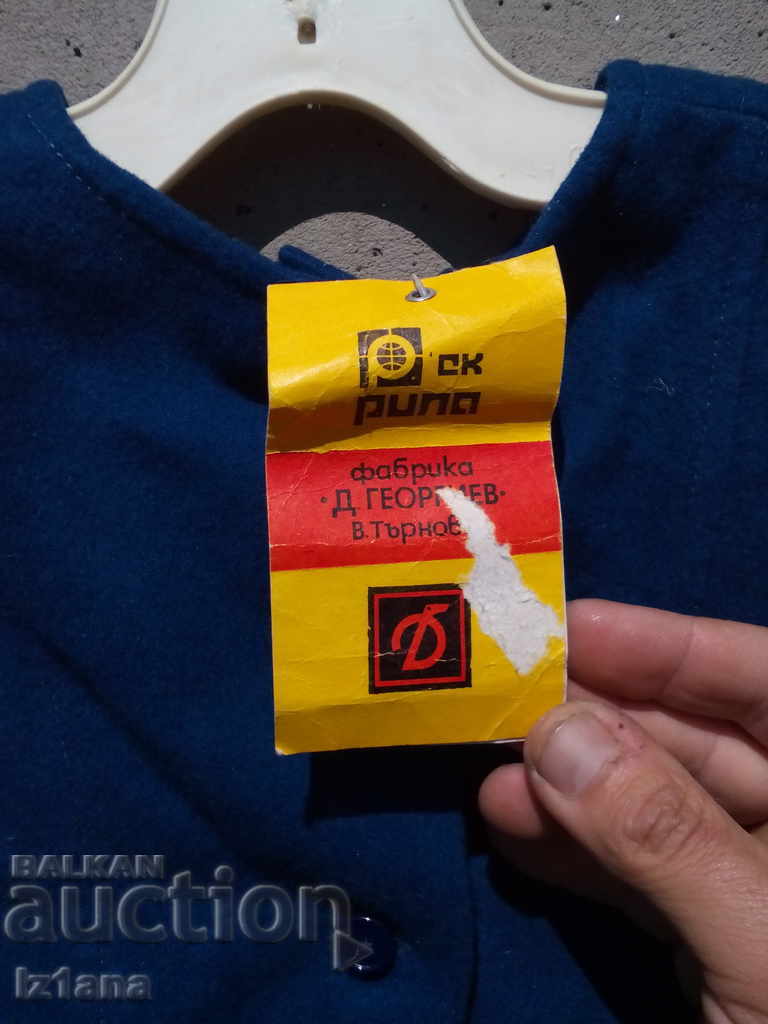 ск
рила
фабрика
"Д. ГЕОРГИЕВ"
В. Търнов
BALKAN
auction
Iz1ana